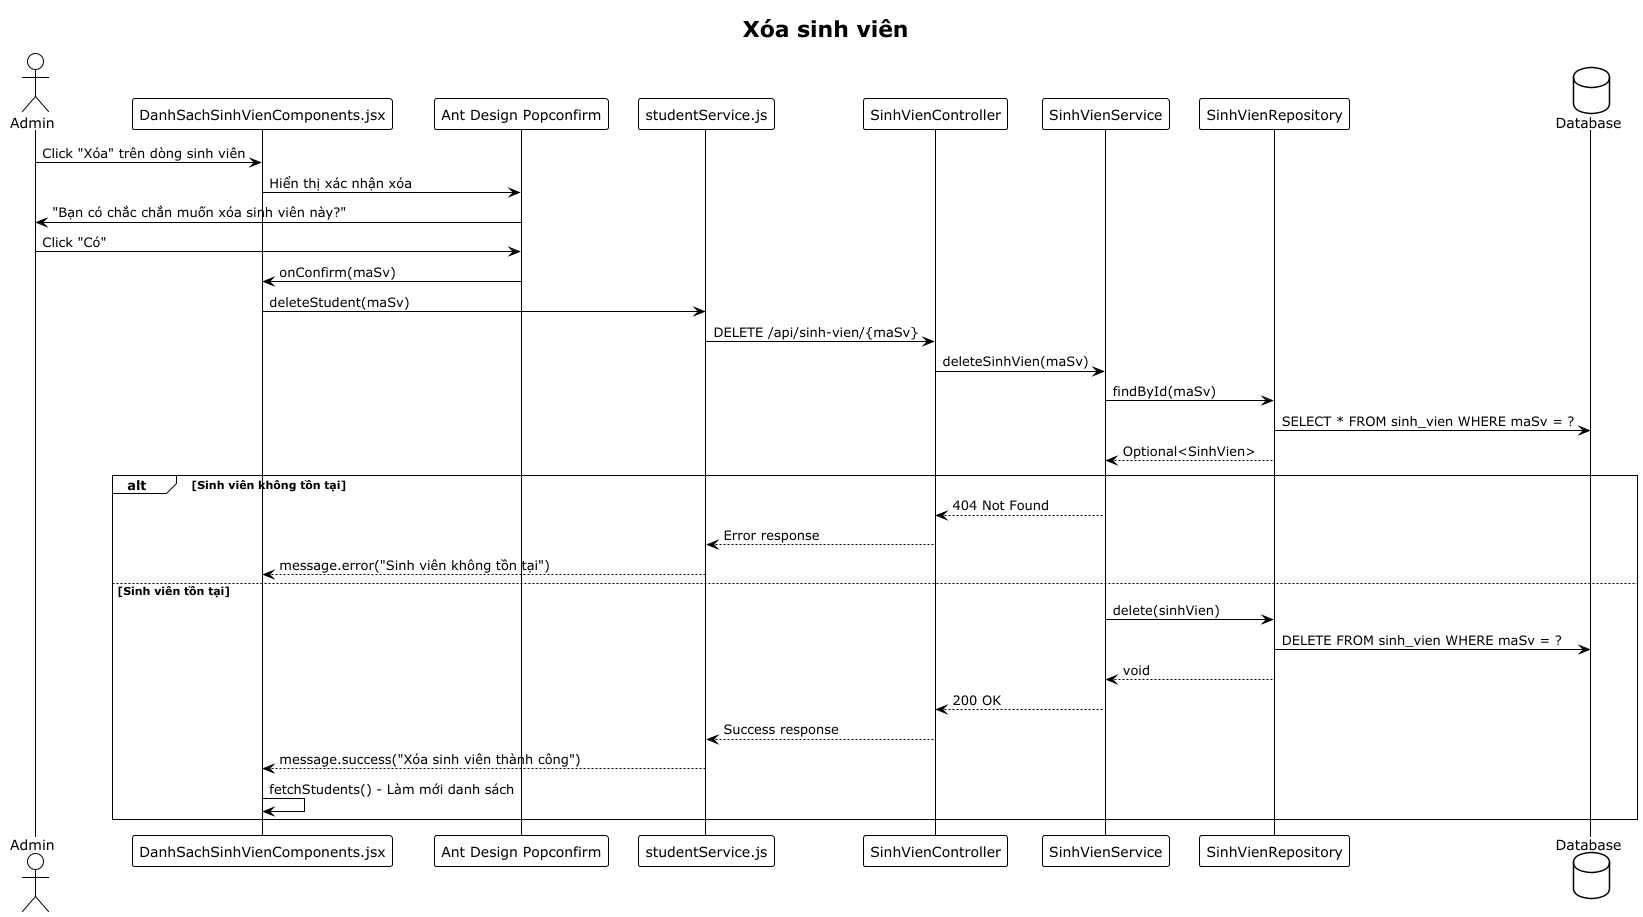 Xóa sinh viên
Admin
DanhSachSinhVienComponents.jsx
Ant Design Popconfirm
studentService.js
SinhVienController
SinhVienService
SinhVienRepository
Database
Click "Xóa" trên dòng sinh viên
Hiển thị xác nhận xóa
"Bạn có chắc chắn muốn xóa sinh viên này?"
Click "Có"
onConfirm(maSv)
deleteStudent(maSv)
DELETE /api/sinh-vien/{maSv}
deleteSinhVien(maSv)
findById(maSv)
SELECT * FROM sinh_vien WHERE maSv = ?
Optional<SinhVien>
alt [Sinh viên không tồn tại]
404 Not Found
Error response
message.error("Sinh viên không tồn tại")
[Sinh viên tồn tại]
delete(sinhVien)
DELETE FROM sinh_vien WHERE maSv = ?
void
200 OK
Success response
message.success("Xóa sinh viên thành công")
fetchStudents() - Làm mới danh sách
Admin
DanhSachSinhVienComponents.jsx
Ant Design Popconfirm
studentService.js
SinhVienController
SinhVienService
SinhVienRepository
Database